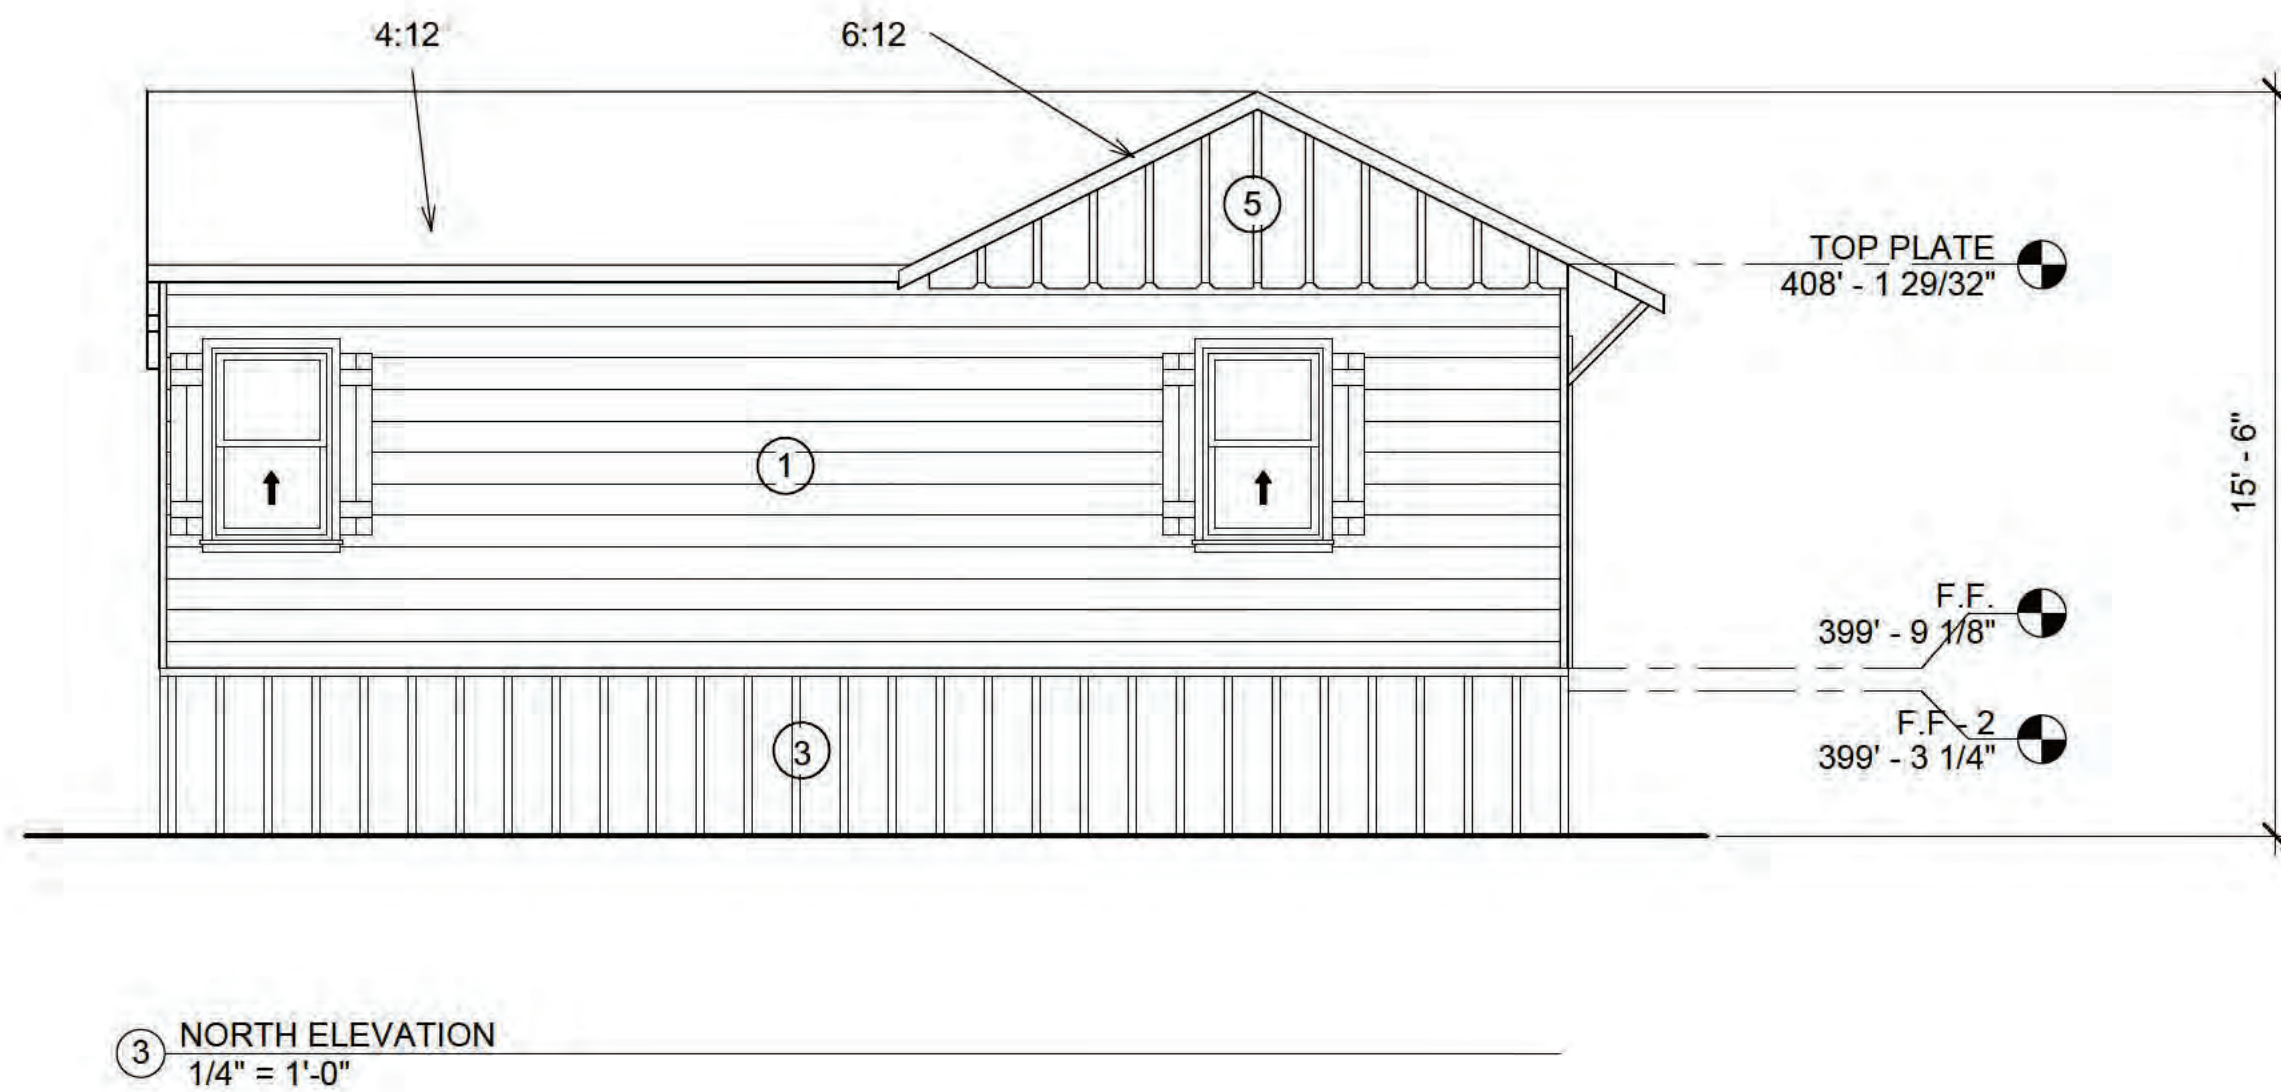 4:12
6:12
5
TOP PLATE
408' - 1 29/32"
1
15' - 6"
F.F.
399' - 9 1/8"
3
F.F - 2
399' - 3 1/4"
3
NORTH ELEVATION
1/4" = 1'-0"